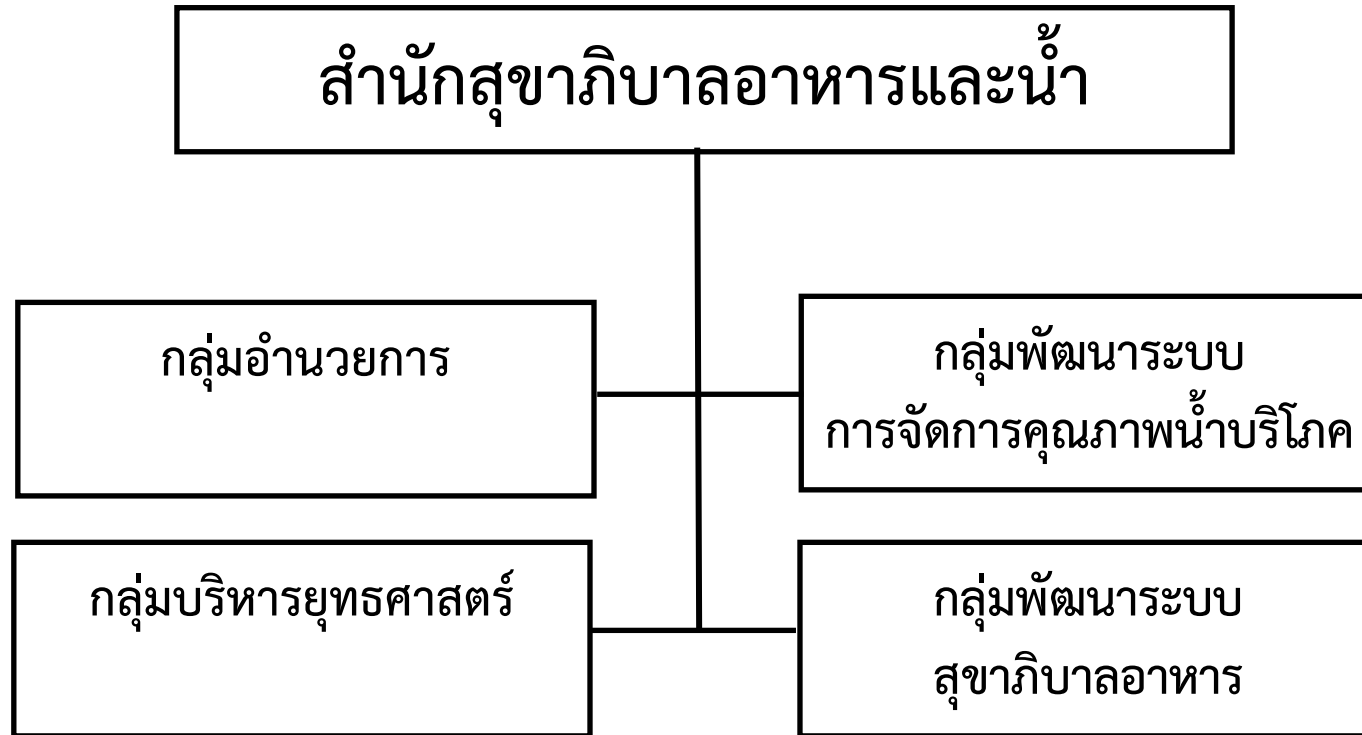 สำนักสุขาภิบาลอาหารและน้ำ
กลุ่มอำนวยการ
กลุ่มพัฒนาระบบ
การจัดการคุณภาพน้ำบริโภค
กลุ่มบริหารยุทธศาสตร์
กลุ่มพัฒนาระบบ
สุขาภิบาลอาหาร